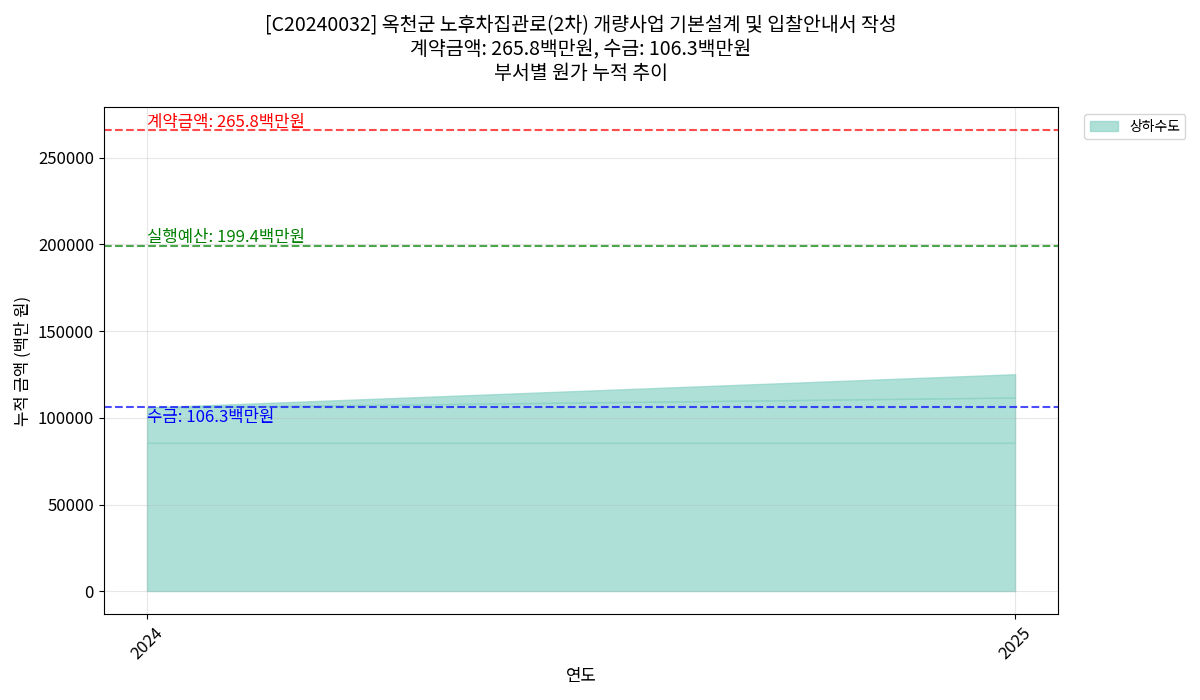 [C20240032] 옥천군 노후차집관로(2차) 개량사업 기본설계 및 입찰안내서 작성
계약금액: 265.8백만원, 수금: 106.3백만원
부서별 원가 누적 추이
계약금액: 265.8백만원
상하수도
250000
실행예산: 199.4백만원
200000
150000
누적 금액 (백만 원)
수금: 106.3백만원
100000
50000
0
2024
2025
연도